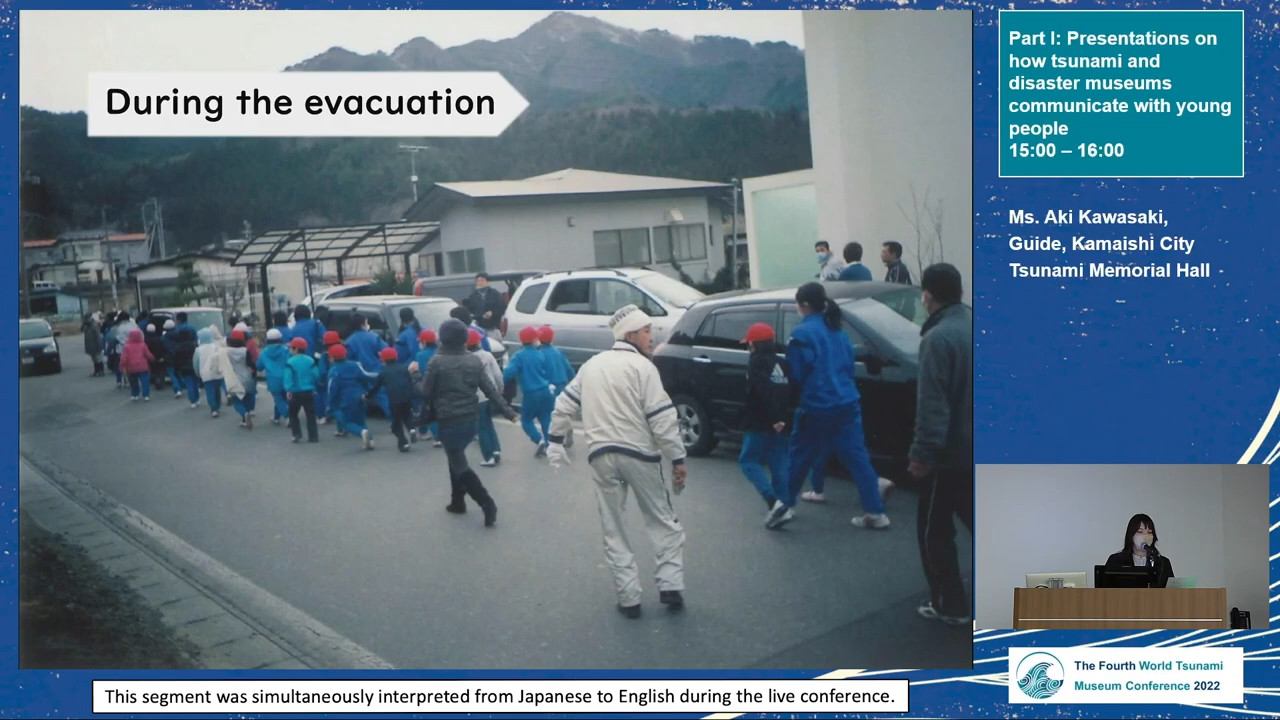 During the evacuation
Part I: Presentations on
how tsunami and
disaster museums
communicate with young
people
15:00 – 16:00
Ms. Aki Kawasaki,
Guide, Kamaishi City
Tsunami Memorial Hall
The Fourth World Tsunami
Museum Conference 2022
This segment was simultaneously interpreted from Japanese to English during the live conference.